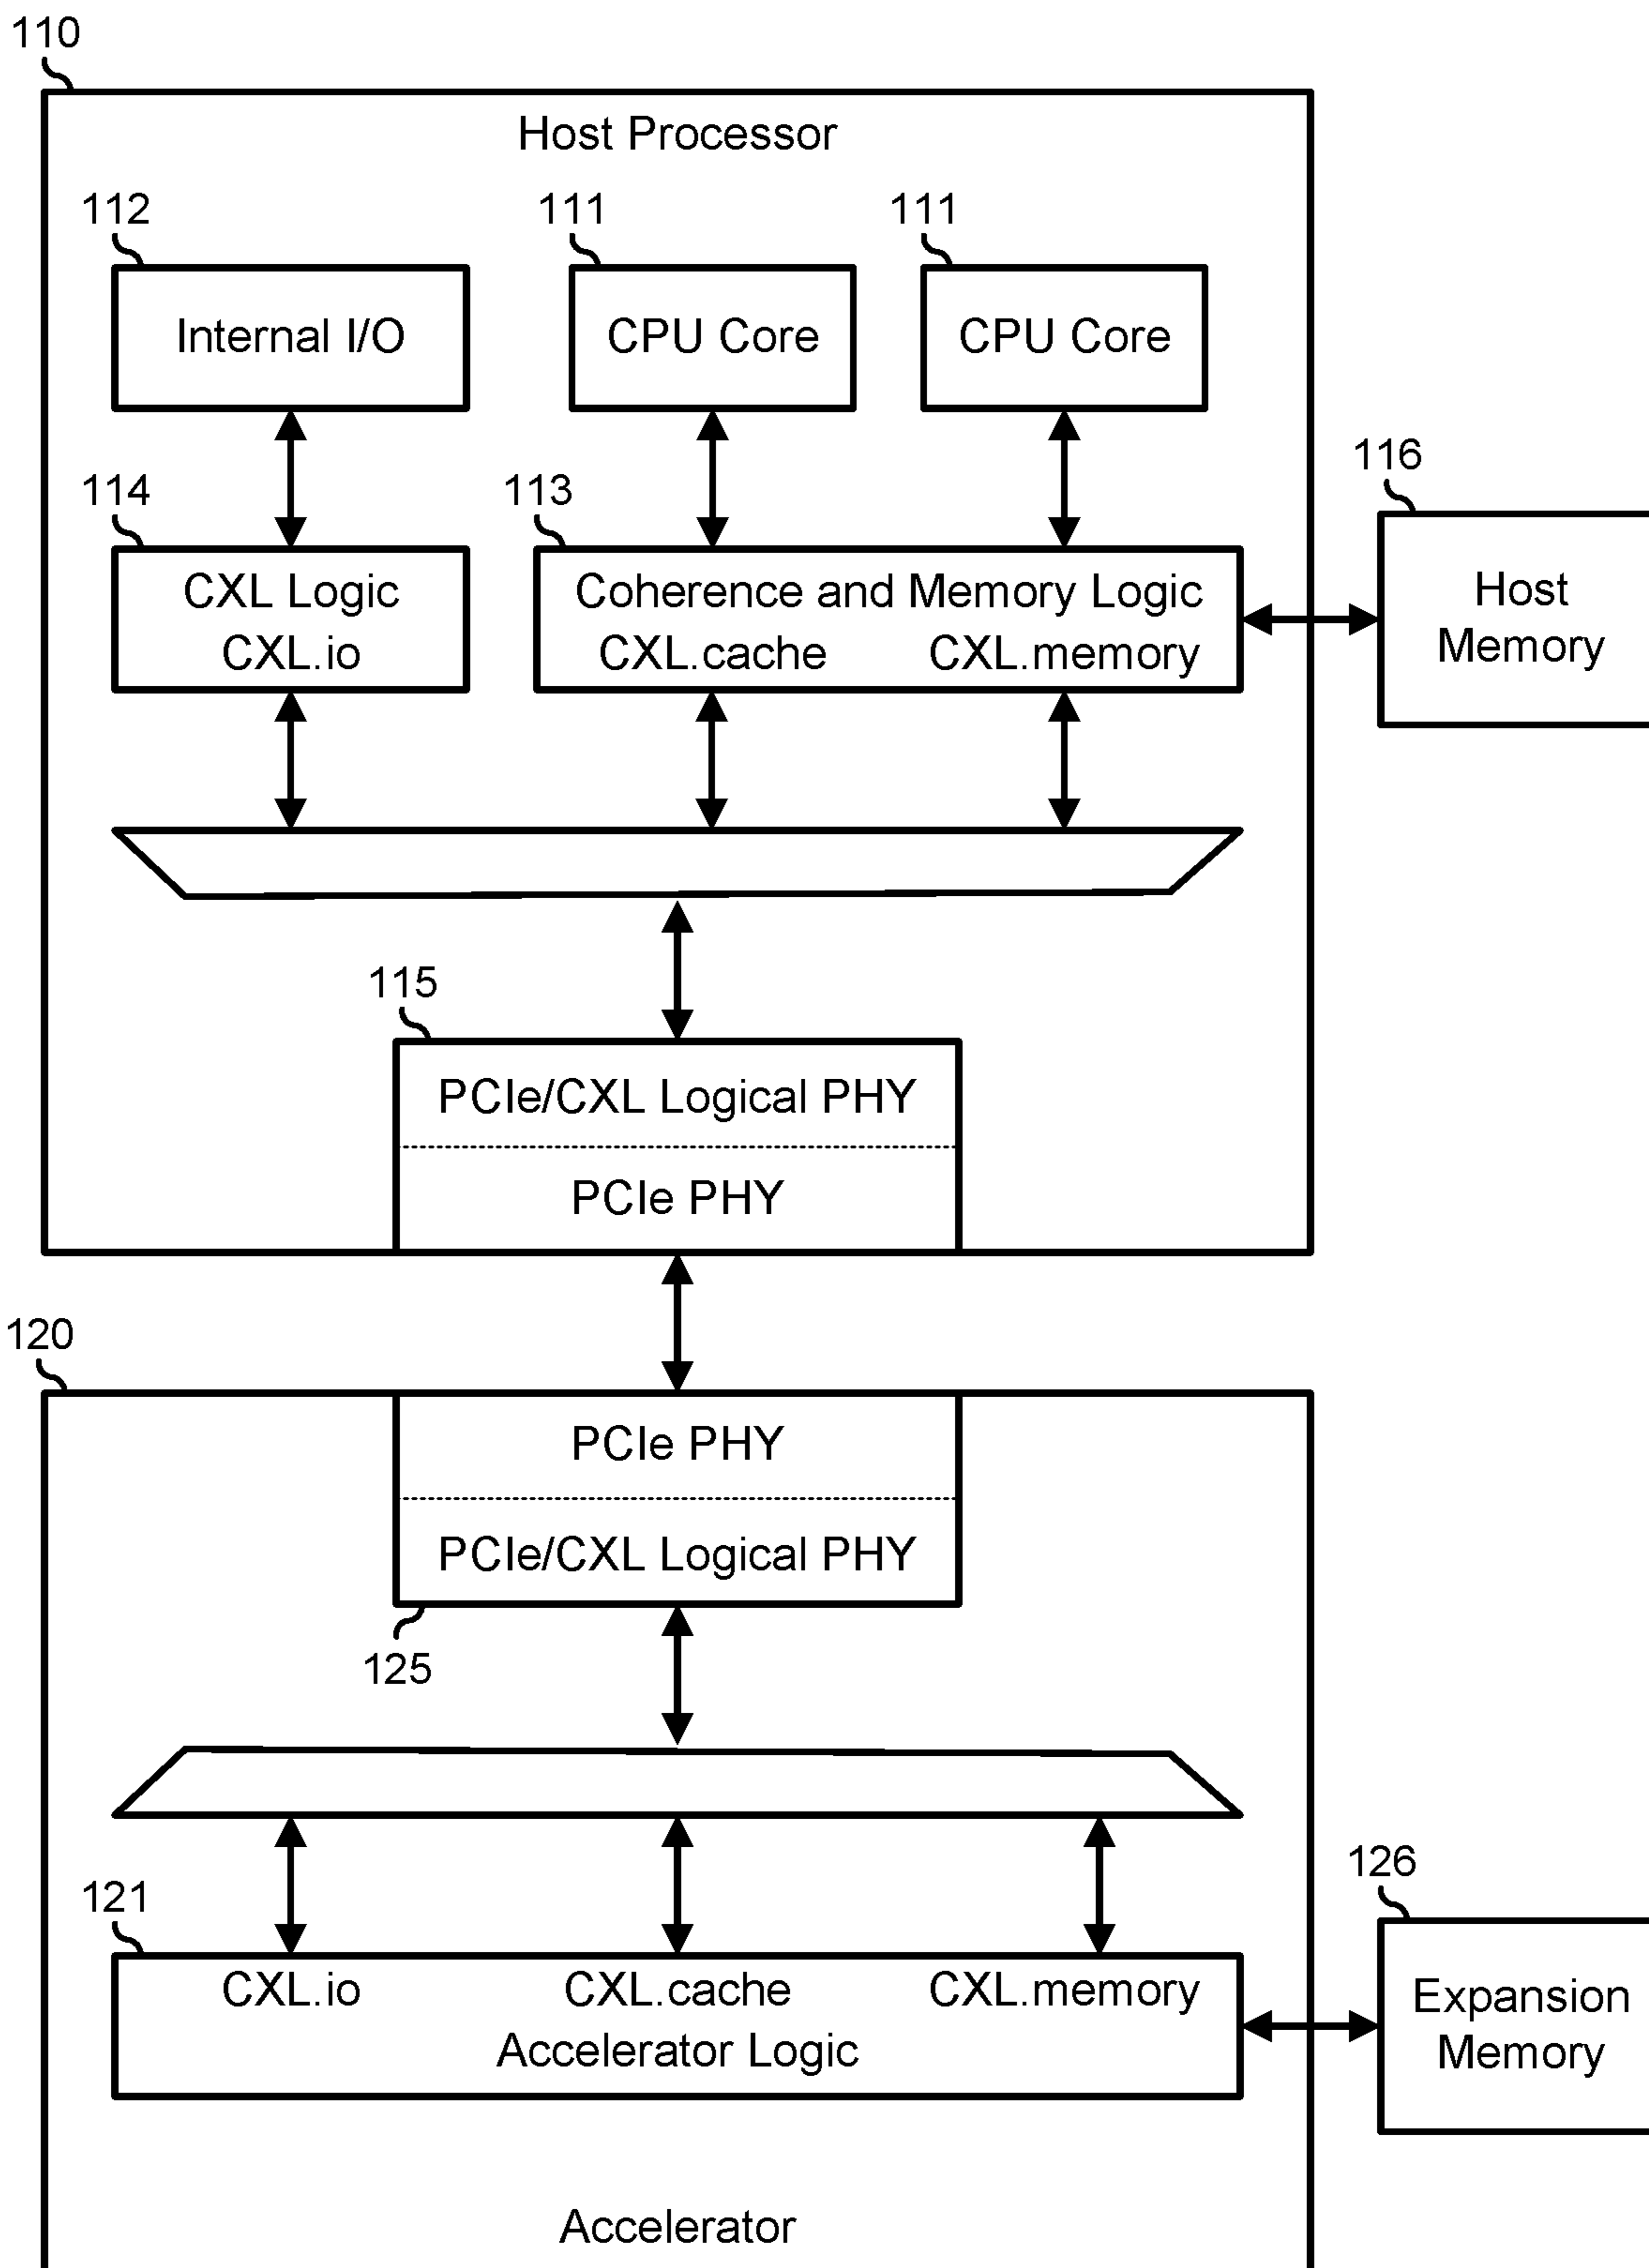 110
Host Processor
112
111
111
Internal I/O
CPU Core
CPU Core
116
114
113
CXL Logic
CXL.io
Coherence and Memory Logic
CXL.cache
CXL.memory
Host
Memory
115
PCIe/CXL Logical PHY
PCIe PHY
120
PCIe PHY
PCIe/CXL Logical PHY
125
126
121
CXL.io
CXL.cache
CXL.memory
Accelerator Logic
Expansion
Memory
Accelerator